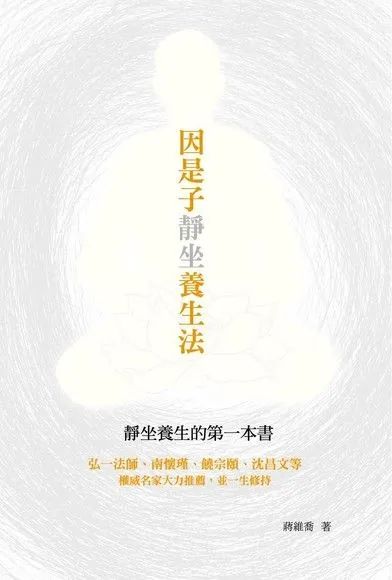 因是子靜坐養生法
靜坐養生的第一本書
弘一法師、南懷瑾、饒宗頤、沈昌文等
權威名家大力推薦，並一生修持
蔣維喬 著